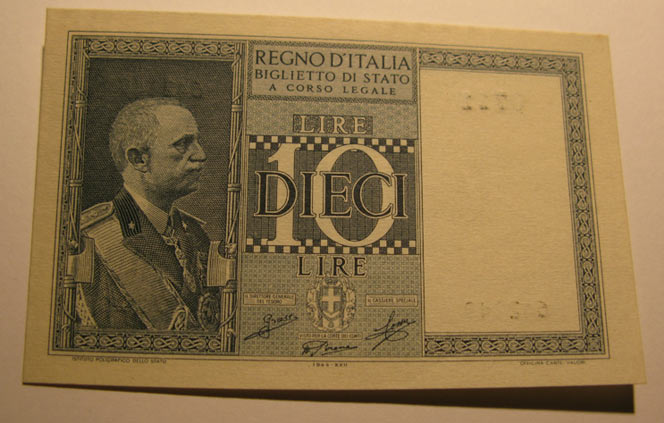 REGNO D'ITALIA
BIGLIETTO DI STATO
A CORSO LEGALE
LIRE
10
DIECI
LIRE
IL DIRETTORE GENERALE
DEL TESORO
IL CASSIERE SPECIALE
ISTITUTO POLIGRAFICO DELLO STATO
OFFICINA CARTE-VALORI